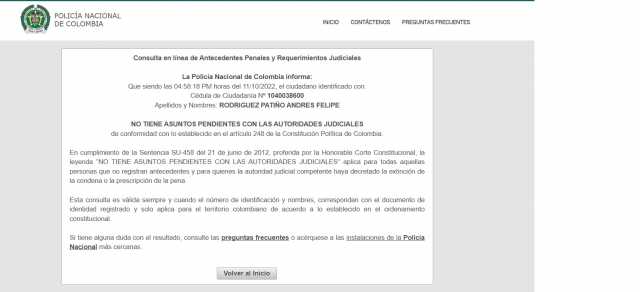 POLICÍA NACIONAL
DE COLOMBIA
INICIO CONTÁCTENOS PREGUNTAS FRECUENTES
Consulta en línea de Antecedentes Penales y Requerimientos Judiciales
La Policía Nacional de Colombia informa:
Que siendo las 04:58:18 PM horas del 11/10/2022, el ciudadano identificado con:
Cédula de Ciudadanía Nº 1040038600
Apellidos y Nombres: RODRIGUEZ PATIÑO ANDRES FELIPE
NO TIENE ASUNTOS PENDIENTES CON LAS AUTORIDADES JUDICIALES
de conformidad con lo establecido en el artículo 248 de la Constitución Política de Colombia.
En cumplimiento de la Sentencia SU-458 del 21 de junio de 2012, proferida por la Honorable Corte Constitucional, la
leyenda “NO TIENE ASUNTOS PENDIENTES CON LAS AUTORIDADES JUDICIALES” aplica para todas aquellas
personas que no registran antecedentes y para quienes la autoridad judicial competente haya decretado la extinción de
la condena o la prescripción de la pena.
Esta consulta es válida siempre y cuando el número de identificación y nombres, correspondan con el documento de
identidad registrado y solo aplica para el territorio colombiano de acuerdo a lo establecido en el ordenamiento
constitucional.
Si tiene alguna duda con el resultado, consulte las preguntas frecuentes o acérquese a las instalaciones de la Policía
Nacional más cercanas.
Volver al Inicio